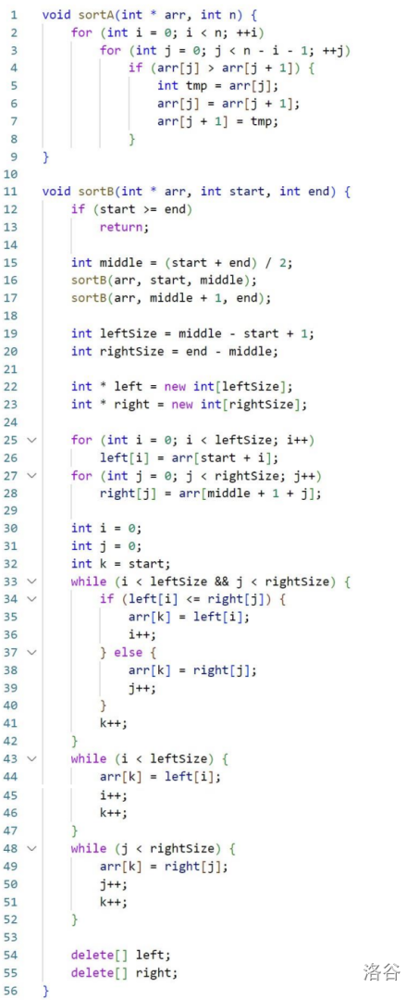 1 void sortA(int * arr, int n) {
2 for (int i = 0; i < n; ++i)
3 for (int j = 0; j < n - i - 1; ++j)
4 if (arr[j] > arr[j + 1]) {
5 int tmp = arr[j];
6 arr[j] = arr[j + 1];
7 arr[j + 1] = tmp;
8 }
9 }
10
11 void sortB(int * arr, int start, int end) {
12 if (start >= end)
13 return;
14
15 int middle = (start + end) / 2;
16 sortB(arr, start, middle);
17 sortB(arr, middle + 1, end);
18
19 int leftSize = middle - start + 1;
20 int rightSize = end - middle;
21
22 int * left = new int[leftSize];
23 int * right = new int[rightSize];
24
25 for (int i = 0; i < leftSize; i++)
26 left[i] = arr[start + i];
27 for (int j = 0; j < rightSize; j++)
28 right[j] = arr[middle + 1 + j];
29
30 int i = 0;
31 int j = 0;
32 int k = start;
33 while (i < leftSize && j < rightSize) {
34 if (left[i] <= right[j]) {
35 arr[k] = left[i];
36 i++;
37 } else {
38 arr[k] = right[j];
39 j++;
40 }
41 k++;
42 }
43 while (i < leftSize) {
44 arr[k] = left[i];
45 i++;
46 k++;
47 }
48 while (j < rightSize) {
49 arr[k] = right[j];
50 j++;
51 k++;
52 }
53
54 delete[] left;
55 delete[] right;
56 }
洛谷